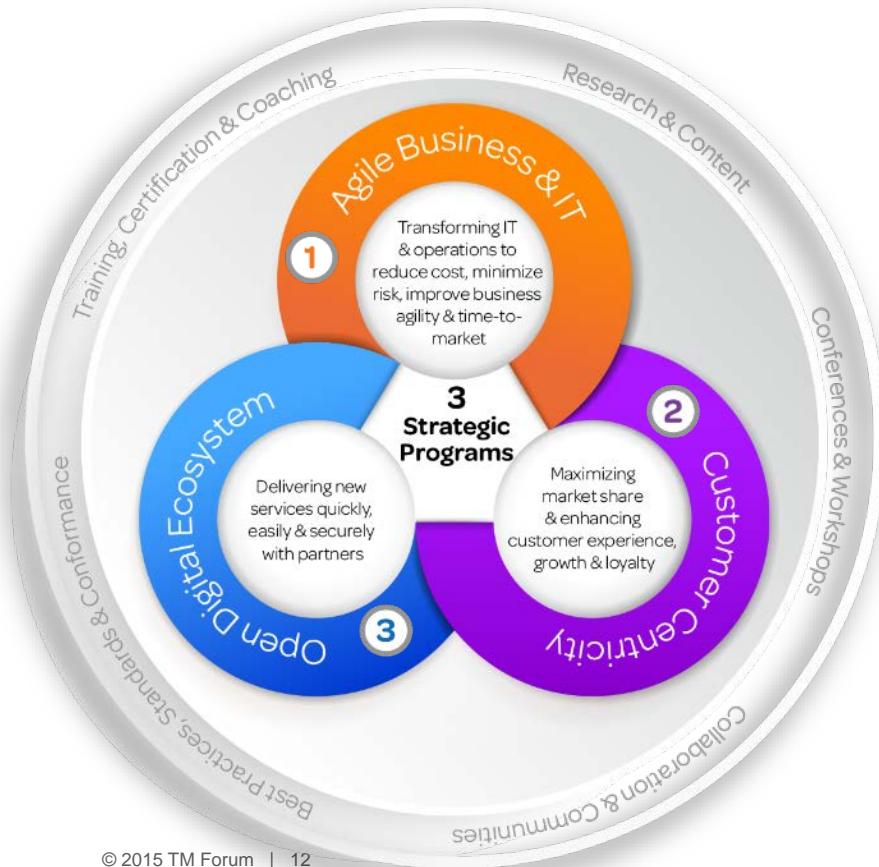 Training, Certification & Coaching
Research & Content
Conferences & Workshops
Collaboration & Communities
Best Practices, Standards & Conformance
Agile Business & IT
1
Transforming IT
& operations to
reduce cost, minimize
risk, improve business
agility & time-to-
market
3
Strategic
Programs
2
Customer Centricity
Maximizing
market share
& enhancing
customer experience,
growth & loyalty
Open Digital Ecosystem
Delivering new
services quickly,
easily & securely
with partners
3
© 2015 TM Forum | 12